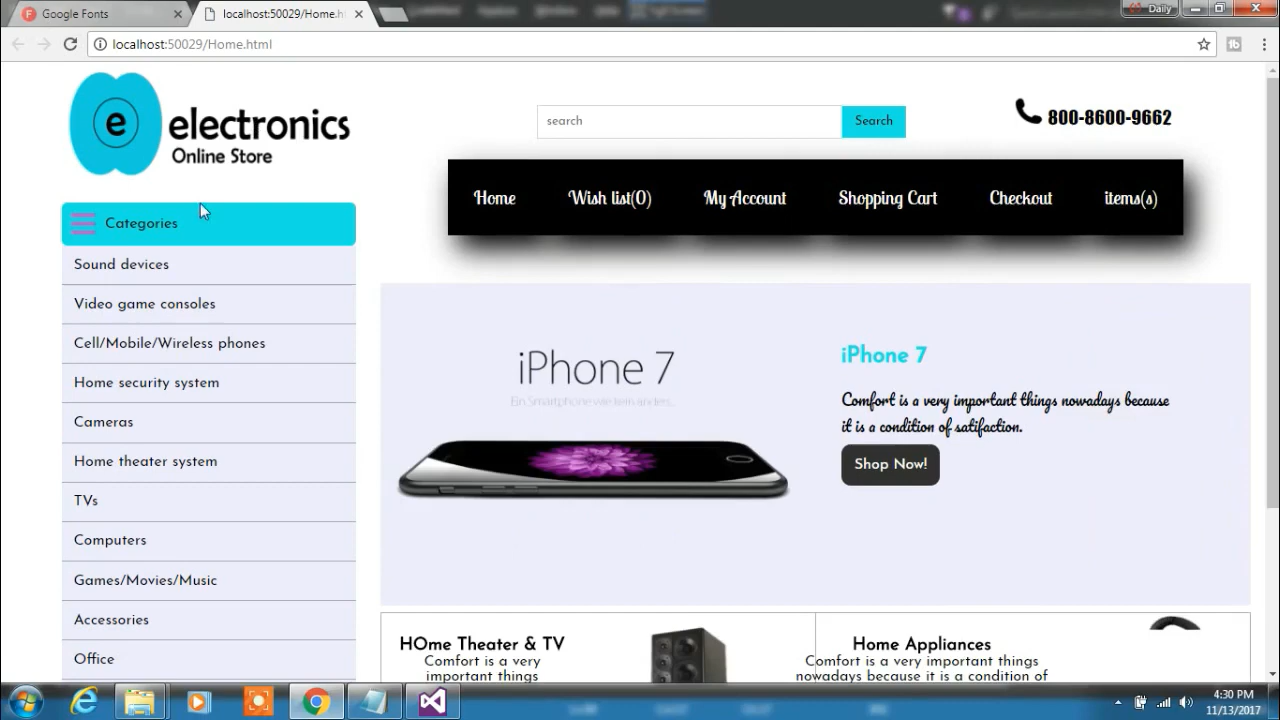 Google Fonts
localhost:50029/Home.h
Daily
localhost:50029/Home.html
e electronics
Online Store
search
Search
800-8600-9662
Home
Wish list(0)
My Account
Shopping Cart
Checkout
items(s)
Categories
Sound devices
Video game consoles
Cell/Mobile/Wireless phones
Home security system
Cameras
Home theater system
TVs
Computers
Games/Movies/Music
Accessories
Office
iPhone 7
Ein Smartphone wie kein anderes...
iPhone 7
Comfort is a very important things nowadays because
it is a condition of satifaction.
Shop Now!
HOme Theater & TV
Comfort is a very
important things
Home Appliances
Comfort is a very important things
nowadays because it is a condition of
4:30 PM
11/13/2017